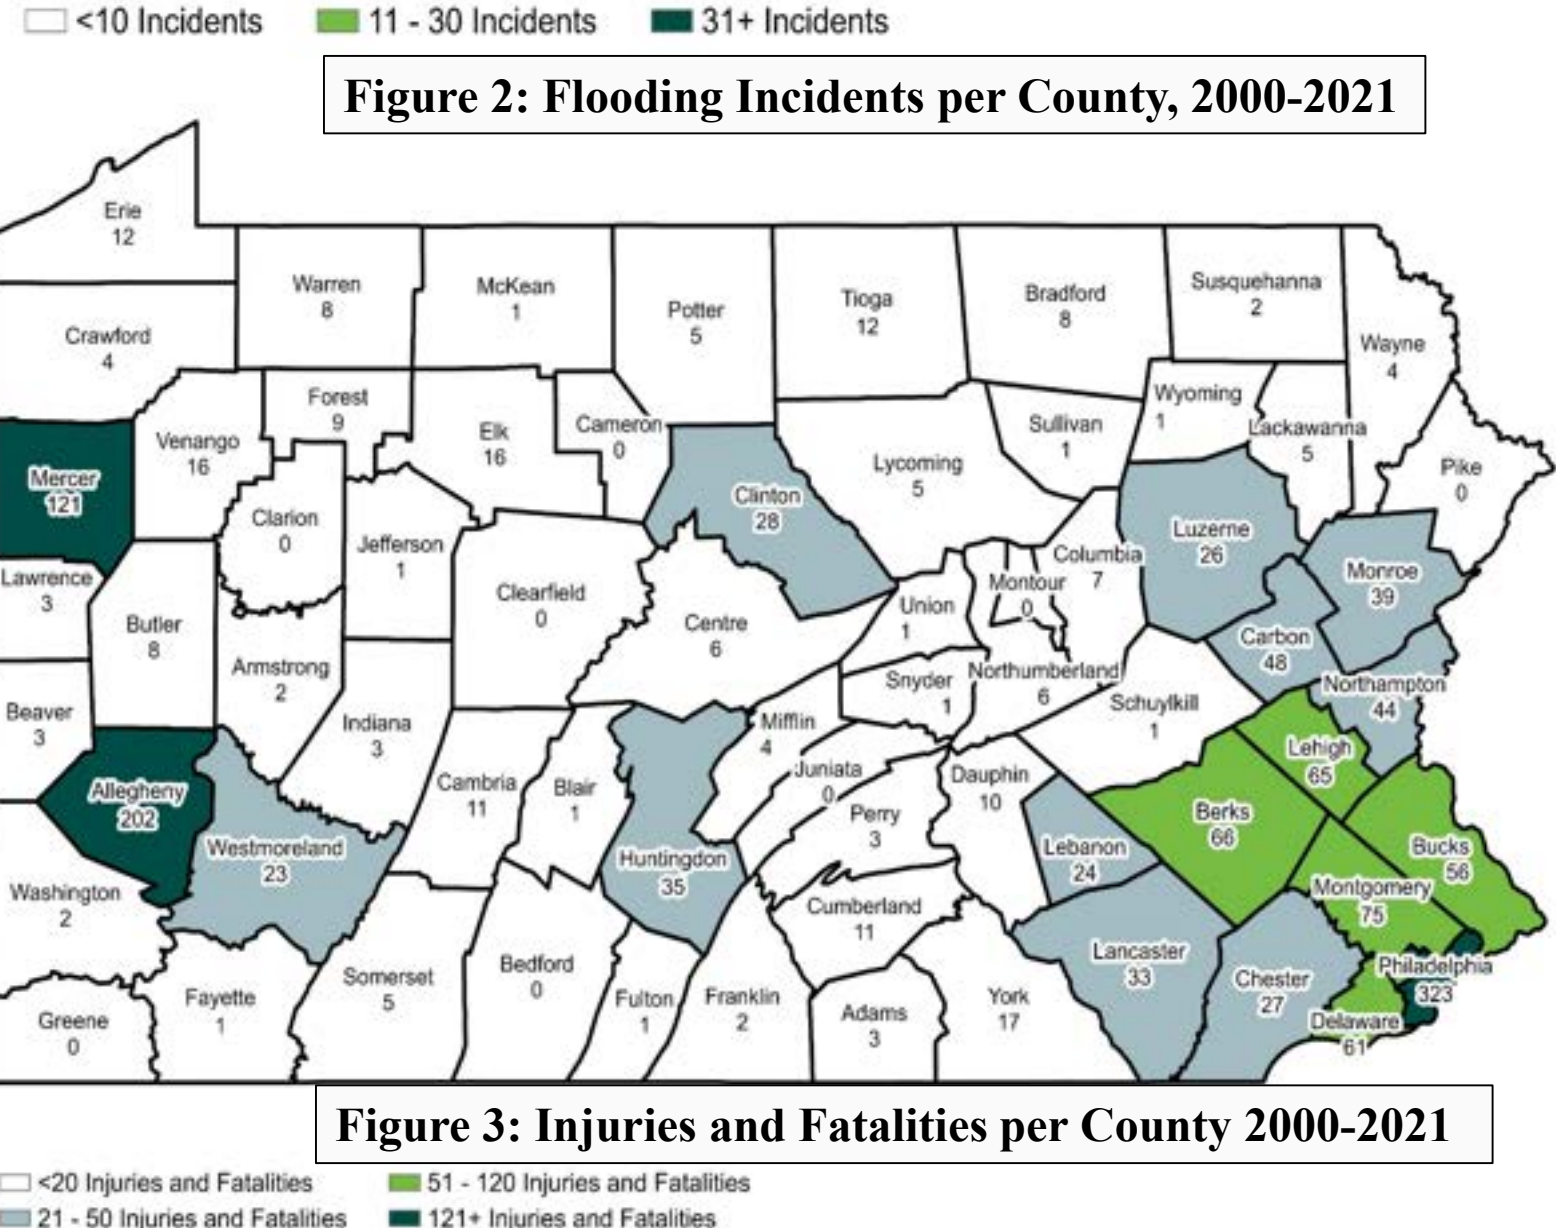 <10 Incidents 11 - 30 Incidents 31+ Incidents
Figure 2: Flooding Incidents per County, 2000-2021
Erie
12
Warren
8
McKean
1
Potter
5
Tioga
12
Bradford
8
Susquehanna
2
Wayne
4
Crawford
4
Forest
9
Venango
16
Elk
16
Cameron
0
Wyoming
1
Sullivan
1
Lackawanna
5
Pike
0
Mercer
121
Clinton
28
Lycoming
5
Clarion
0
Jefferson
1
Luzerne
26
Columbia
7
Monroe
39
Lawrence
3
Clearfield
0
Montour
0
Union
1
Butler
8
Centre
6
Carbon
48
Armstrong
2
Snyder
1
Northumberland
6
Northampton
44
Beaver
3
Indiana
3
Mifflin
4
Schuylkill
1
Lehigh
65
Allegheny
202
Cambria
11
Blair
1
Juniata
0
Dauphin
10
Perry
3
Berks
66
Westmoreland
23
Huntingdon
35
Lebanon
24
Bucks
56
Washington
2
Montgomery
75
Cumberland
11
Lancaster
33
Philadelphia
323
Chester
27
Somerset
5
Bedford
0
Fulton
1
Franklin
2
Adams
3
York
17
Fayette
1
Greene
0
Delaware
61
Figure 3: Injuries and Fatalities per County 2000-2021
<20 Injuries and Fatalities 51 - 120 Injuries and Fatalities
21 - 50 Injuries and Fatalities 121+ Injuries and Fatalities